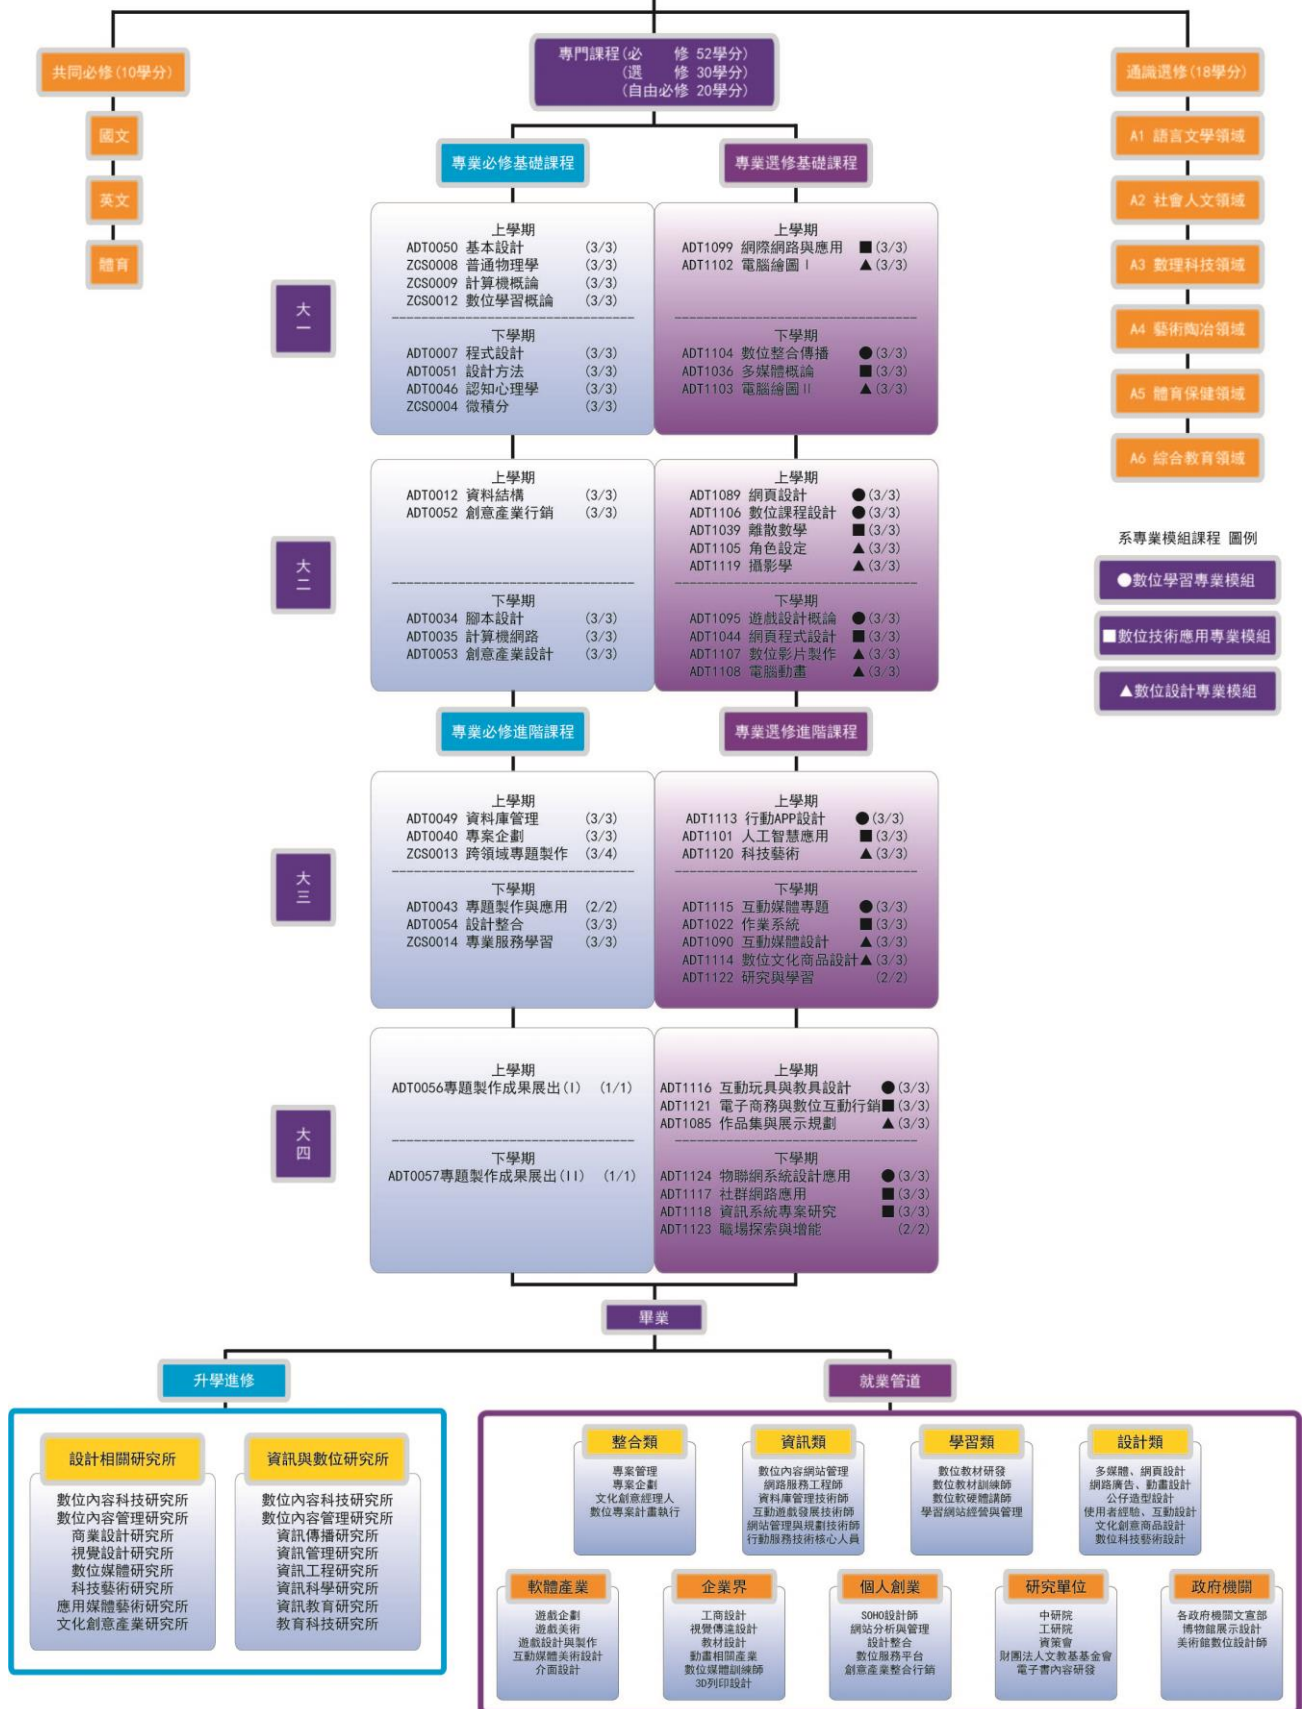 共同必修(10學分)
國文
英文
體育
專門課程(必　　修 52學分)
(選　　修 30學分)
(自由必修 20學分)
通識選修(18學分)
A1 語言文學領域
A2 社會人文領域
A3 數理科技領域
A4 藝術陶冶領域
A5 體育保健領域
A6 綜合教育領域
系專業模組課程 圖例
●數位學習專業模組
■數位技術應用專業模組
▲數位設計專業模組
專業必修基礎課程
專業選修基礎課程
大一
上學期
ADT0050 基本設計 (3/3)
ZCS0008 普通物理學 (3/3)
ZCS0009 計算機概論 (3/3)
ZCS0012 數位學習概論 (3/3)
下學期
ADT0007 程式設計 (3/3)
ADT0051 設計方法 (3/3)
ADT0046 認知心理學 (3/3)
ZCS0004 微積分 (3/3)
上學期
ADT1099 網際網路與應用 ■(3/3)
ADT1102 電腦繪圖Ⅰ ▲(3/3)
下學期
ADT1104 數位整合傳播 ●(3/3)
ADT1036 多媒體概論 ■(3/3)
ADT1103 電腦繪圖Ⅱ ▲(3/3)
大二
上學期
ADT0012 資料結構 (3/3)
ADT0052 創意產業行銷 (3/3)
下學期
ADT0034 腳本設計 (3/3)
ADT0035 計算機網路 (3/3)
ADT0053 創意產業設計 (3/3)
上學期
ADT1089 網頁設計 ●(3/3)
ADT1106 數位課程設計 ●(3/3)
ADT1039 離散數學 ■(3/3)
ADT1105 角色設定 ▲(3/3)
ADT1119 攝影學 ▲(3/3)
下學期
ADT1095 遊戲設計概論 ●(3/3)
ADT1044 網頁程式設計 ■(3/3)
ADT1107 數位影片製作 ▲(3/3)
ADT1108 電腦動畫 ▲(3/3)
專業必修進階課程
專業選修進階課程
大三
上學期
ADT0049 資料庫管理 (3/3)
ADT0040 專案企劃 (3/3)
ZCS0013 跨領域專題製作 (3/4)
下學期
ADT0043 專題製作與應用 (2/2)
ADT0054 設計整合 (3/3)
ZCS0014 專業服務學習 (3/3)
上學期
ADT1113 行動APP設計 ●(3/3)
ADT1101 人工智慧應用 ■(3/3)
ADT1120 科技藝術 ▲(3/3)
下學期
ADT1115 互動媒體專題 ●(3/3)
ADT1022 作業系統 ■(3/3)
ADT1090 互動媒體設計 ▲(3/3)
ADT1114 數位文化商品設計▲(3/3)
ADT1122 研究與學習 (2/2)
大四
上學期
ADT0056專題製作成果展出(I) (1/1)
下學期
ADT0057專題製作成果展出(II) (1/1)
上學期
ADT1116 互動玩具與教具設計 ●(3/3)
ADT1121 電子商務與數位互動行銷■(3/3)
ADT1085 作品集與展示規劃 ▲(3/3)
下學期
ADT1124 物聯網系統設計應用 ●(3/3)
ADT1117 社群網路應用 ■(3/3)
ADT1118 資訊系統專案研究 ■(3/3)
ADT1123 職場探索與增能 (2/2)
畢業
升學進修
就業管道
設計相關研究所
數位內容科技研究所
數位內容管理研究所
商業設計研究所
視覺設計研究所
數位媒體研究所
科技藝術研究所
應用媒體藝術研究所
文化創意產業研究所
資訊與數位研究所
數位內容科技研究所
數位內容管理研究所
資訊傳播研究所
資訊管理研究所
資訊工程研究所
資訊科學研究所
資訊教育研究所
教育科技研究所
整合類
專案管理
專案企劃
文化創意經理人
數位專案計畫執行
資訊類
數位內容網站管理
網路服務工程師
資料庫管理技術師
互動遊戲發展技術師
網站管理與規劃技術師
行動服務技術核心人員
學習類
數位教材研發
數位教材訓練師
數位軟硬體講師
學習網站經營與管理
設計類
多媒體、網頁設計
網路廣告、動畫設計
公仔造型設計
使用者經驗、互動設計
文化創意商品設計
數位科技藝術設計
軟體產業
遊戲企劃
遊戲美術
遊戲設計與製作
互動媒體美術設計
介面設計
企業界
工商設計
視覺傳達設計
教材設計
動畫相關產業
數位媒體訓練師
3D列印設計
個人創業
SOHO設計師
網站分析與管理
設計整合
數位服務平台
創意產業整合行銷
研究單位
中研院
工研院
資策會
財團法人文教基基金會
電子書內容研發
政府機關
各政府機關文宣部
博物館展示設計
美術館數位設計師